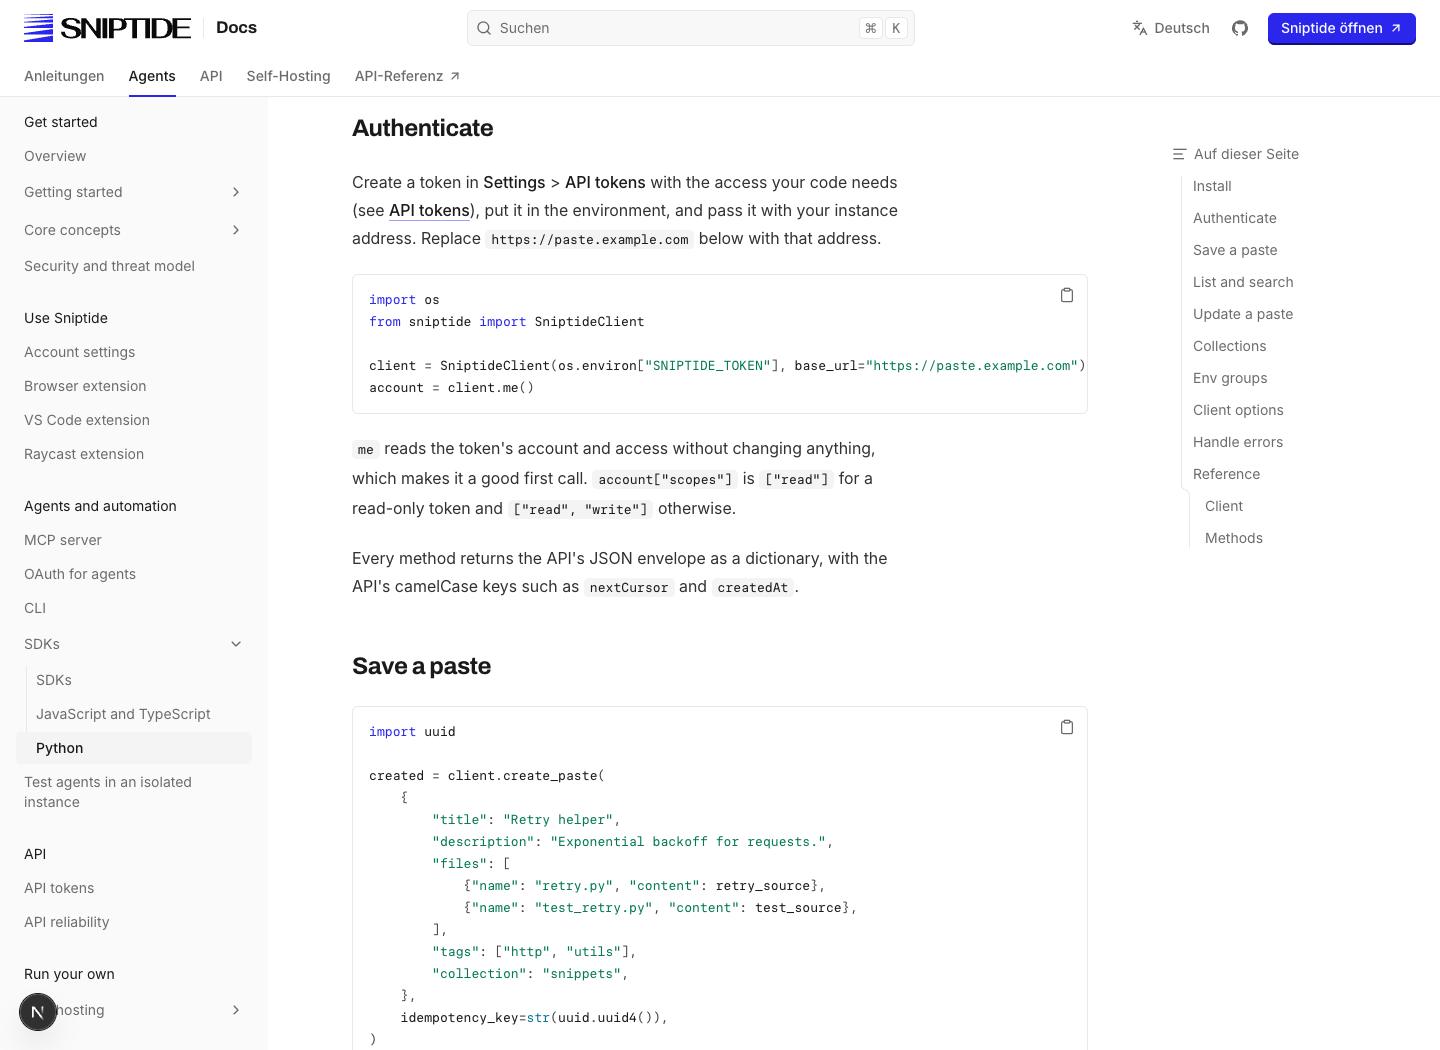 SNIPTIDE Docs
Suchen
⌘ K
Deutsch
Sniptide öffnen
Anleitungen
Agents
API
Self-Hosting
API-Referenz
Get started
Overview
Getting started
Core concepts
Security and threat model
Use Sniptide
Account settings
Browser extension
VS Code extension
Raycast extension
Agents and automation
MCP server
OAuth for agents
CLI
SDKs
SDKs
JavaScript and TypeScript
Python
Test agents in an isolated
instance
API
API tokens
API reliability
Run your own
hosting
N
Authenticate
Create a token in Settings > API tokens with the access your code needs
(see API tokens), put it in the environment, and pass it with your instance
address. Replace https://paste.example.com below with that address.
import os
from sniptide import SniptideClient
client = SniptideClient(os.environ["SNIPTIDE_TOKEN"], base_url="https://paste.example.com")
account = client.me()
me reads the token's account and access without changing anything,
which makes it a good first call. account["scopes"] is ["read"] for a
read-only token and ["read", "write"] otherwise.
Every method returns the API's JSON envelope as a dictionary, with the
API's camelCase keys such as nextCursor and createdAt.
Save a paste
import uuid
created = client.create_paste(
    {
        "title": "Retry helper",
        "description": "Exponential backoff for requests.",
        "files": [
            {"name": "retry.py", "content": retry_source},
            {"name": "test_retry.py", "content": test_source},
        ],
        "tags": ["http", "utils"],
        "collection": "snippets",
    },
    idempotency_key=str(uuid.uuid4()),
)
Auf dieser Seite
Install
Authenticate
Save a paste
List and search
Update a paste
Collections
Env groups
Client options
Handle errors
Reference
Client
Methods